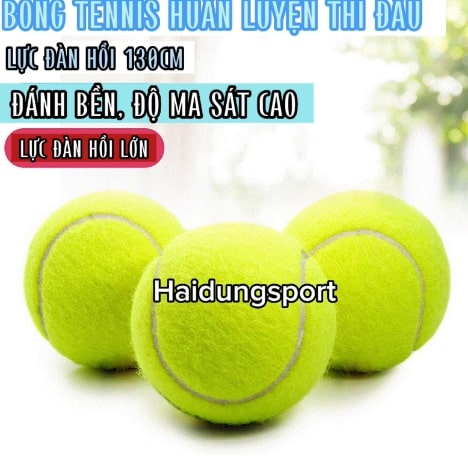 BÓNG TENNIS HUẤN LUYỆN THI ĐẤU
LỰC ĐÀN HỒI 130CM
ĐÁNH BỀN, ĐỘ MA SÁT CAO
LỰC ĐÀN HỒI LỚN
Haidungsport